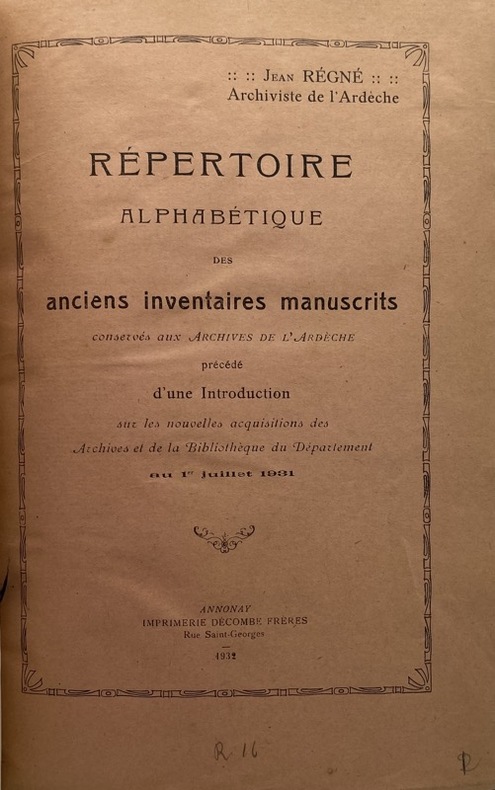 :: :: JEAN RÉGNÉ :: ::
Archiviste de l'Ardèche
RÉPERTOIRE
ALPHABÉTIQUE
DES
anciens inventaires manuscrits
conservés aux ARCHIVES DE L'ARDÈCHE
précédé
d'une Introduction
sur les nouvelles acquisitions des
Archives et de la Bibliothèque du Département
au 1er juillet 1931
ANNONAY
IMPRIMERIE DÉCOMBE FRÈRES
Rue Saint-Georges
1932
R 16